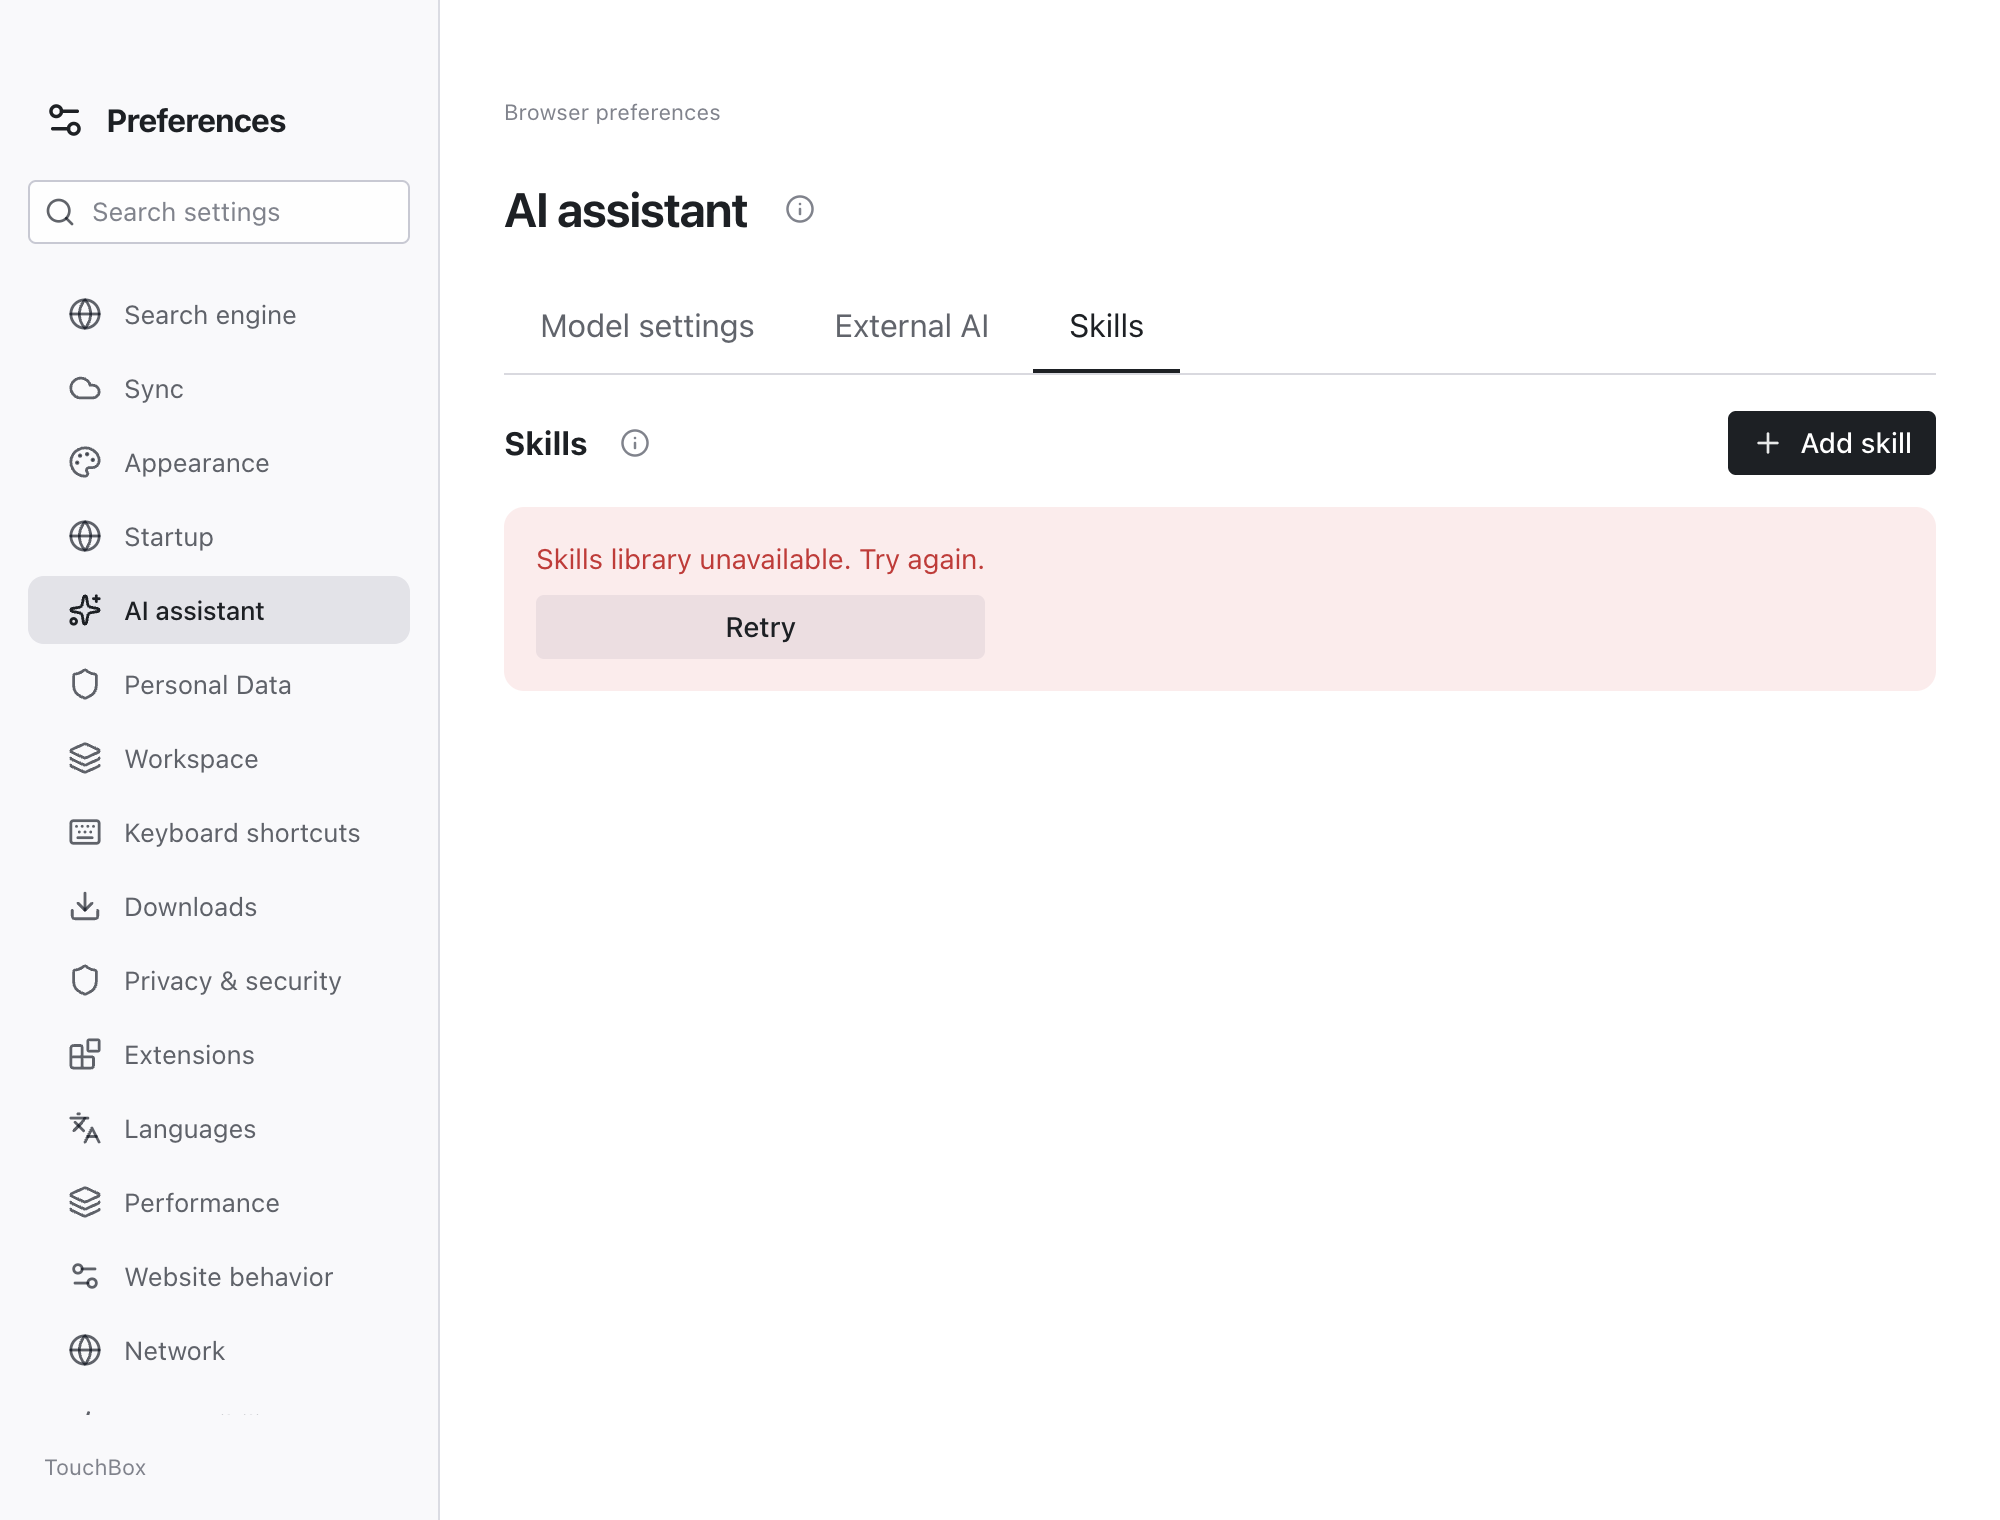 Preferences
Search settings
Search engine
Sync
Appearance
Startup
AI assistant
Personal Data
Workspace
Keyboard shortcuts
Downloads
Privacy & security
Extensions
Languages
Performance
Website behavior
Network
TouchBox
Browser preferences
AI assistant
Model settings External AI Skills
Skills
Add skill
Skills library unavailable. Try again.
Retry